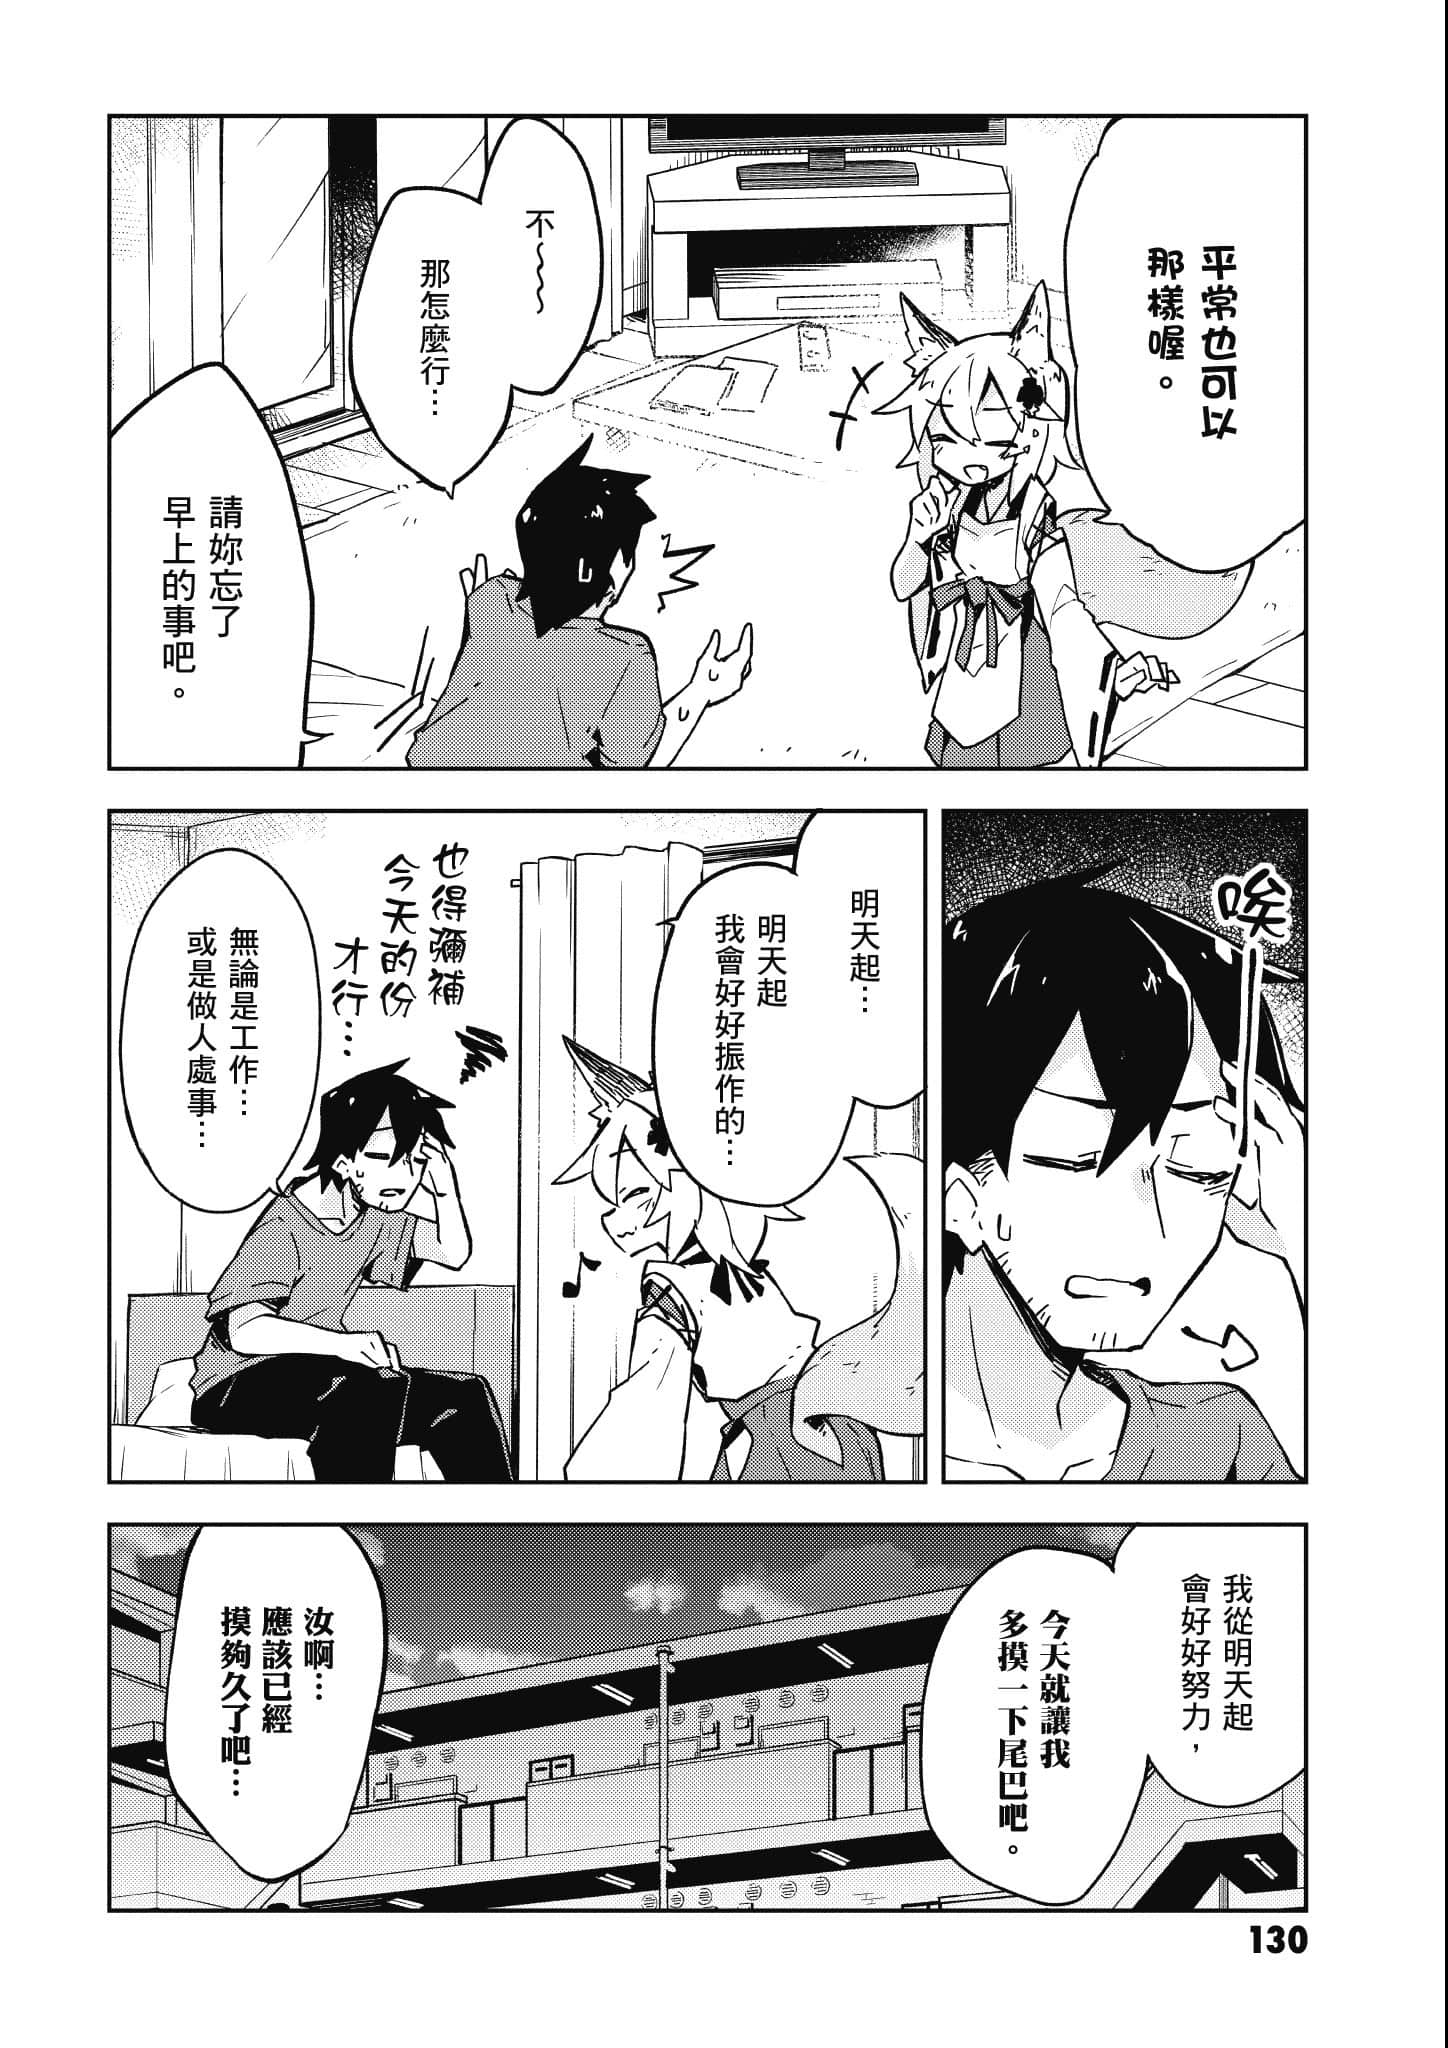 平常也可以
那樣喔。
不～～～
那怎麼行…
請妳忘了
早上的事吧。
唉
明天起…
明天起
我會好好振作的…
也得彌補
今天的份
才行…
無論是工作…
或是做人處事…
我從明天起
會好好努力，
今天就讓我
多摸一下尾巴吧。
汝啊…
應該已經
摸夠久了吧…
130